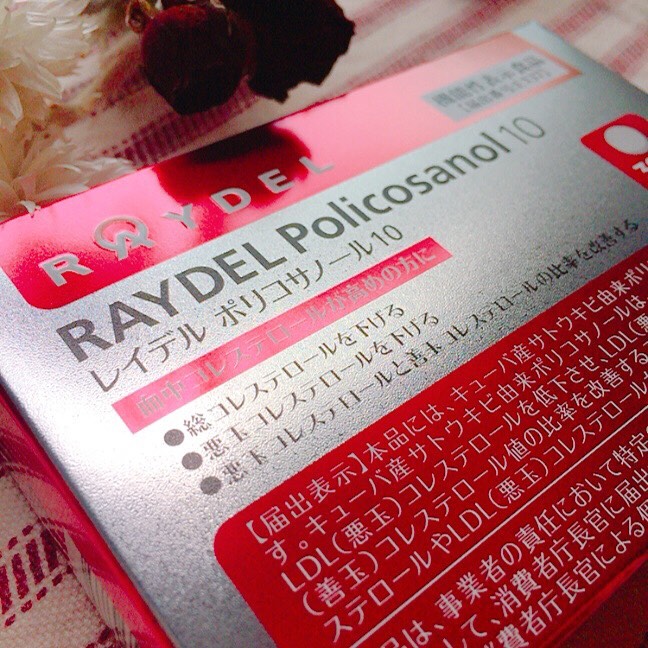 機能性表示食品
RAYDEL
RAYDEL Policosanol 10
レイデル ポリコサノール10
血中コレステロールが高めの方に
●総コレステロールを下げる
●悪玉コレステロールを下げる
●悪玉コレステロールと善玉コレステロールの比率を改善する
【届出表示】本品には、キューバ産サトウキビ由来ポリ
す。キューバ産サトウキビ由来ポリコサノールは
LDL(悪玉)コレステロールを低下させ、LDL(悪
(善玉)コレステロール値の比率を改善する
ステロールやLDL(悪玉)コレステロール
品は、事業者の責任において特定の
して、消費者庁長官に届出
費者庁長官による個